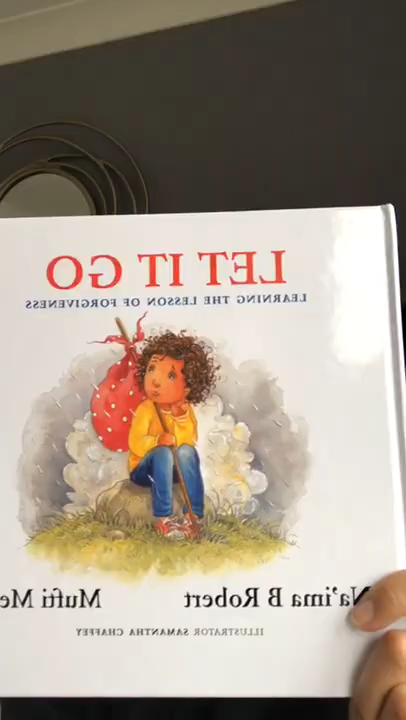 LET IT GO
LEARNING THE LESSON OF FORGIVENESS
Na'ima B Robert Mufti Me
ILLUSTRATOR SAMANTHA CHAFFEY